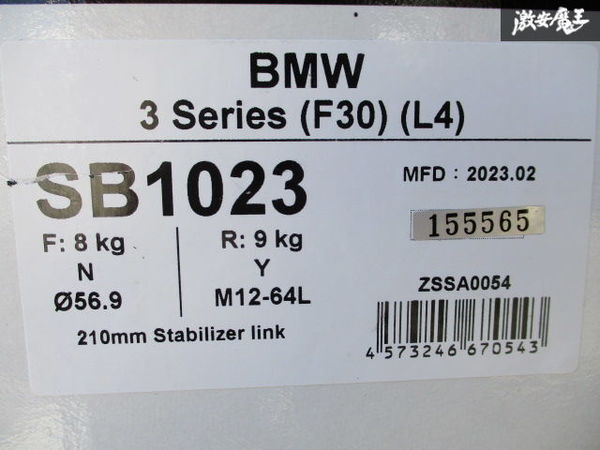 激安魔王
BMW
3 Series (F30) (L4)
SB1023
MFD : 2023.02
155565
F: 8 kg
N
Ø56.9
R: 9 kg
Y
M12-64L
210mm Stabilizer link
ZSSA0054
4 573246 670543